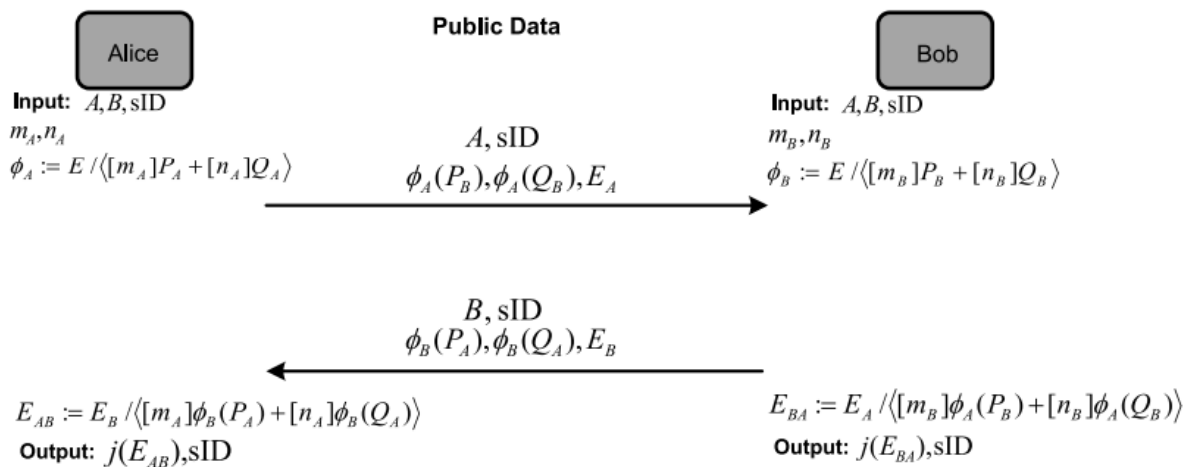 Public Data
Alice
Input: A, B, sID
m_A, n_A
ϕ_A := E /⟨[m_A]P_A + [n_A]Q_A⟩
Bob
Input: A, B, sID
m_B, n_B
ϕ_B := E /⟨[m_B]P_B + [n_B]Q_B⟩
A, sID
ϕ_A(P_B), ϕ_A(Q_B), E_A
B, sID
ϕ_B(P_A), ϕ_B(Q_A), E_B
E_AB := E_B /⟨[m_A]ϕ_B(P_A) + [n_A]ϕ_B(Q_A)⟩
Output: j(E_AB), sID
E_BA := E_A /⟨[m_B]ϕ_A(P_B) + [n_B]ϕ_A(Q_B)⟩
Output: j(E_BA), sID